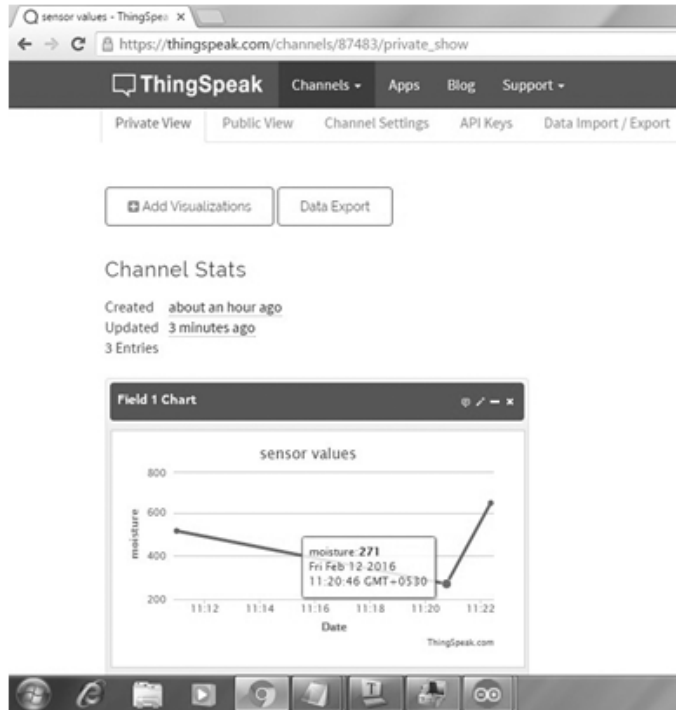 sensor values - ThingSpea
https://thingspeak.com/channels/87483/private_show
ThingSpeak Channels Apps Blog Support
Private View Public View Channel Settings API Keys Data Import / Export
Add Visualizations Data Export
Channel Stats
Created about an hour ago
Updated 3 minutes ago
3 Entries
Field 1 Chart
sensor values
800
600
400
200
moisture
moisture:271
Fri Feb 12 2016
11:20:46 GMT+0530
11:12 11:14 11:16 11:18 11:20 11:22
Date
ThingSpeak.com